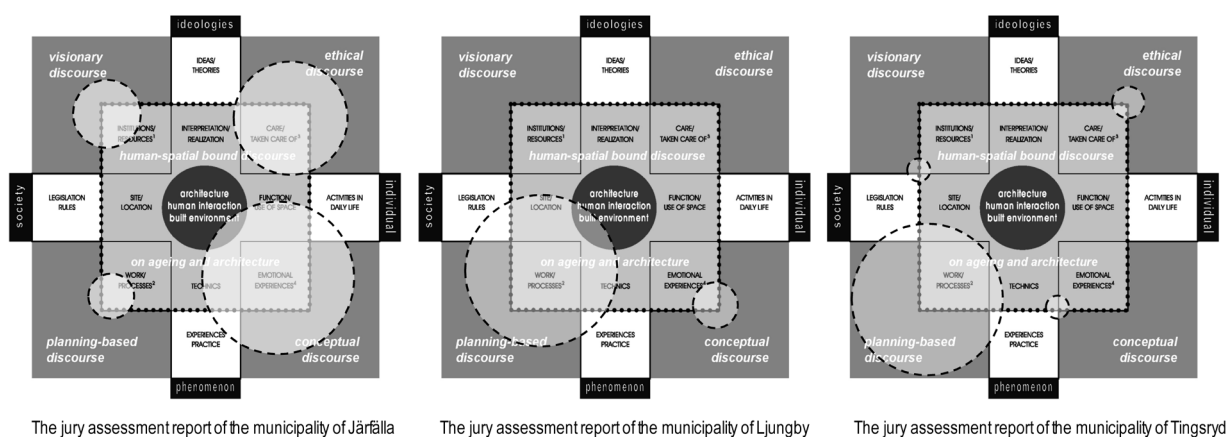 ideologies
visionary
discourse
ethical
discourse
IDEAS/
THEORIES
INSTITUTIONS/
RESOURCES1
INTERPRETATION/
REALIZATION
CARE/
TAKEN CARE OF3
human-spatial bound discourse
society
LEGISLATION
RULES
SITE/
LOCATION
architecture
human interaction
built environment
FUNCTION/
USE OF SPACE
ACTIVITIES IN
DAILY LIFE
individual
on ageing and architecture
WORK/
PROCESSES2
TECHNICS
EMOTIONAL
EXPERIENCES4
EXPERIENCES
PRACTICE
planning-based
discourse
conceptual
discourse
phenomenon
The jury assessment report of the municipality of Järfälla
ideologies
visionary
discourse
ethical
discourse
IDEAS/
THEORIES
INSTITUTIONS/
RESOURCES1
INTERPRETATION/
REALIZATION
CARE/
TAKEN CARE OF3
human-spatial bound discourse
society
LEGISLATION
RULES
SITE/
LOCATION
architecture
human interaction
built environment
FUNCTION/
USE OF SPACE
ACTIVITIES IN
DAILY LIFE
individual
on ageing and architecture
WORK/
PROCESSES2
TECHNICS
EMOTIONAL
EXPERIENCES4
EXPERIENCES
PRACTICE
planning-based
discourse
conceptual
discourse
phenomenon
The jury assessment report of the municipality of Ljungby
ideologies
visionary
discourse
ethical
discourse
IDEAS/
THEORIES
INSTITUTIONS/
RESOURCES1
INTERPRETATION/
REALIZATION
CARE/
TAKEN CARE OF3
human-spatial bound discourse
society
LEGISLATION
RULES
SITE/
LOCATION
architecture
human interaction
built environment
FUNCTION/
USE OF SPACE
ACTIVITIES IN
DAILY LIFE
individual
on ageing and architecture
WORK/
PROCESSES2
TECHNICS
EMOTIONAL
EXPERIENCES4
EXPERIENCES
PRACTICE
planning-based
discourse
conceptual
discourse
phenomenon
The jury assessment report of the municipality of Tingsryd